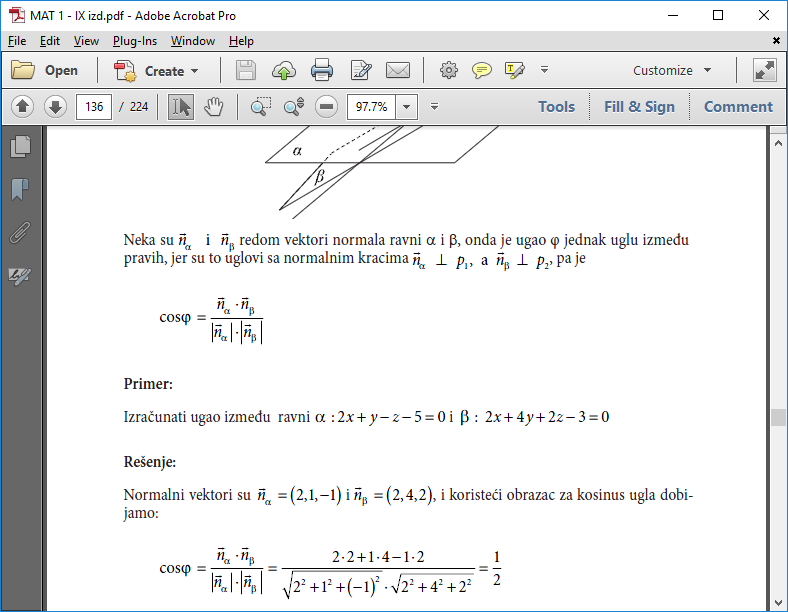 MAT 1 - IX izd.pdf - Adobe Acrobat Pro
File Edit View Plug-Ins Window Help
Open Create Customize
136 / 224 97.7% Tools Fill & Sign Comment
α
β
Neka su n⃗α i n⃗β redom vektori normala ravni α i β, onda je ugao φ jednak uglu između
pravih, jer su to uglovi sa normalnim kracima n⃗α ⊥ p₁, a n⃗β ⊥ p₂, pa je
cosφ = (n⃗α · n⃗β) / (|n⃗α| · |n⃗β|)
Primer:
Izračunati ugao između ravni α : 2x + y − z − 5 = 0 i β : 2x + 4y + 2z − 3 = 0
Rešenje:
Normalni vektori su n⃗α = (2,1,−1) i n⃗β = (2,4,2), i koristeći obrazac za kosinus ugla dobi-
jamo:
cosφ = (n⃗α · n⃗β) / (|n⃗α| · |n⃗β|) = (2·2 + 1·4 − 1·2) / (√(2² + 1² + (−1)²) · √(2² + 4² + 2²)) = 1/2